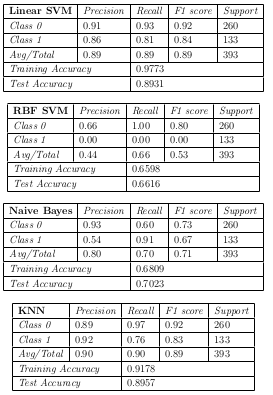 Linear SVM Precision Recall F1 score Support
Class 0 0.91 0.93 0.92 260
Class 1 0.86 0.81 0.84 133
Avg/Total 0.89 0.89 0.89 393
Training Accuracy 0.9773
Test Accuracy 0.8931
RBF SVM Precision Recall F1 score Support
Class 0 0.66 1.00 0.80 260
Class 1 0.00 0.00 0.00 133
Avg/Total 0.44 0.66 0.53 393
Training Accuracy 0.6598
Test Accuracy 0.6616
Naive Bayes Precision Recall F1 score Support
Class 0 0.93 0.60 0.73 260
Class 1 0.54 0.91 0.67 133
Avg/Total 0.80 0.70 0.71 393
Training Accuracy 0.6809
Test Accuracy 0.7023
KNN Precision Recall F1 score Support
Class 0 0.89 0.97 0.92 260
Class 1 0.92 0.76 0.83 133
Avg/Total 0.90 0.90 0.89 393
Training Accuracy 0.9178
Test Accuracy 0.8957